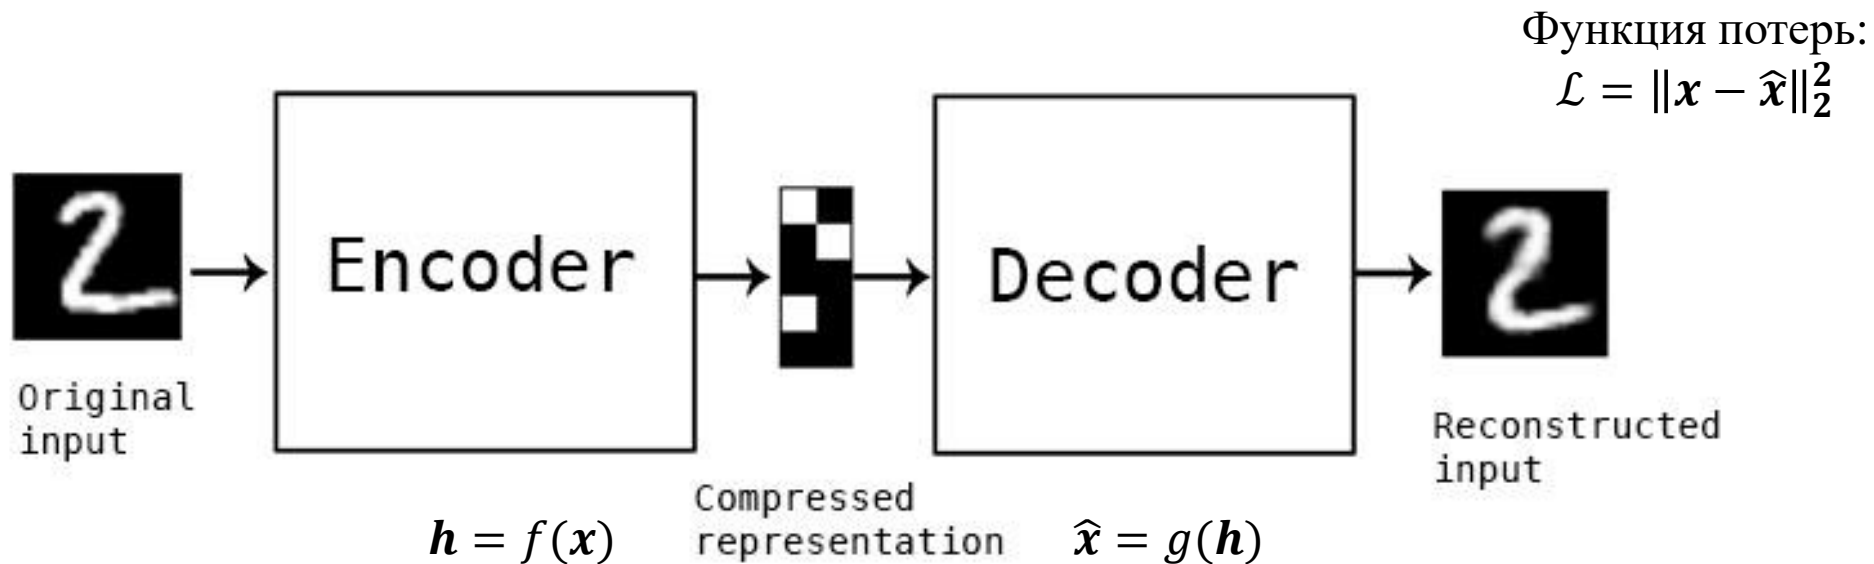 Функция потерь:
ℒ = ‖𝒙 − 𝒙̂‖₂²
Encoder
Decoder
Original
input
Reconstructed
input
Compressed
representation
𝒉 = 𝑓(𝒙)
𝒙̂ = 𝑔(𝒉)